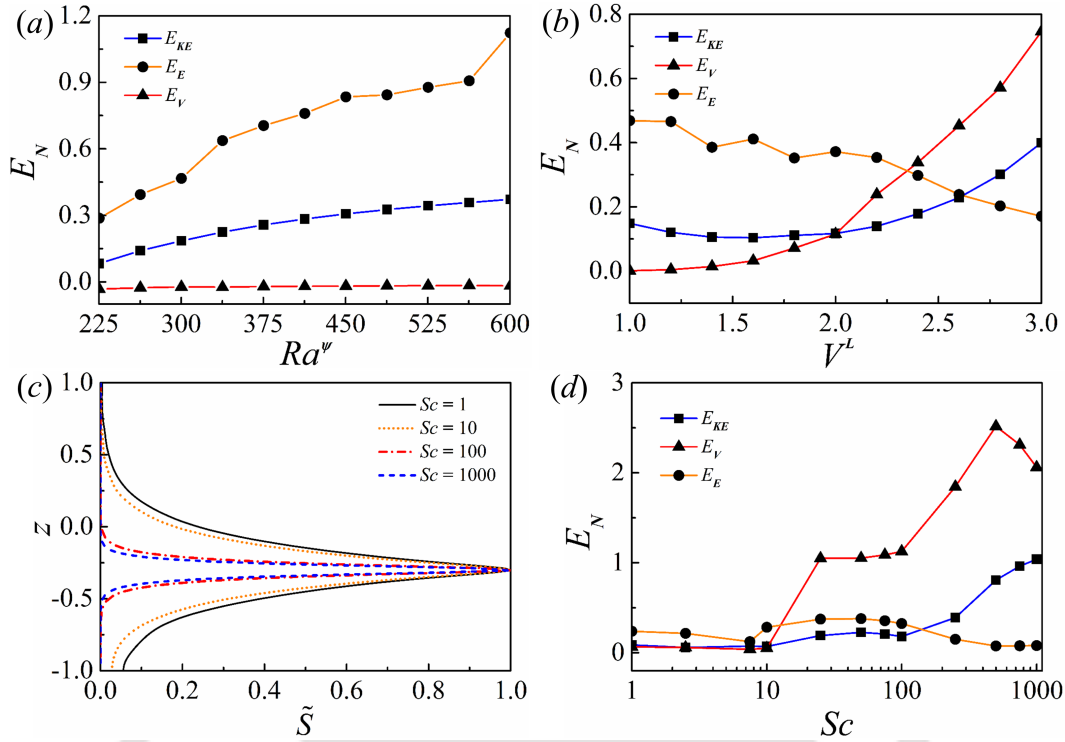 (a)
1.2
0.9
0.6
0.3
0.0
E_N
E_KE
E_E
E_V
225
300
375
450
525
600
Ra^ψ
(b)
0.8
0.6
0.4
0.2
0.0
E_N
E_KE
E_V
E_E
1.0
1.5
2.0
2.5
3.0
V^L
(c)
1.0
0.5
0.0
-0.5
-1.0
z
Sc = 1
Sc = 10
Sc = 100
Sc = 1000
0.0
0.2
0.4
0.6
0.8
1.0
S̃
(d)
3
2
1
0
E_N
E_KE
E_V
E_E
1
10
100
1000
Sc